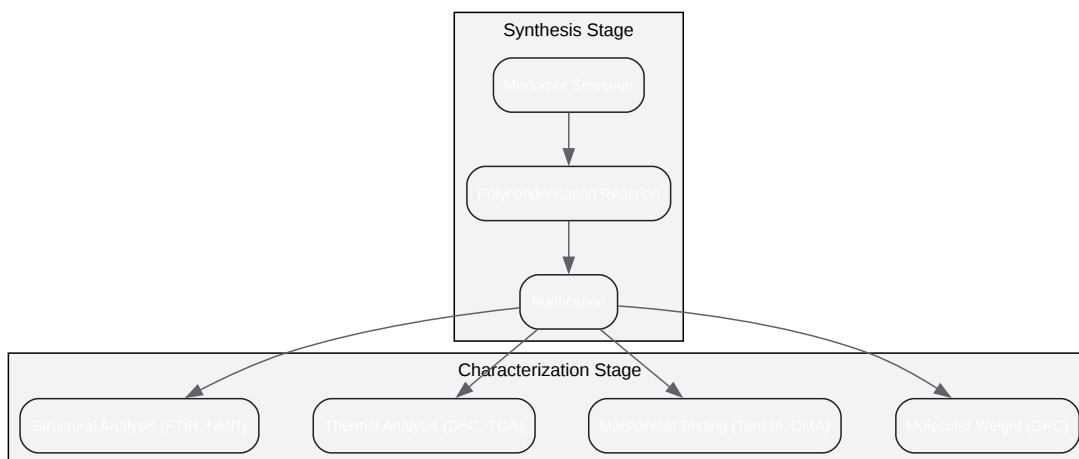 Synthesis Stage
Monomer Selection
Polycondensation Reaction
Purification
Characterization Stage
Structural Analysis (FTIR, NMR)
Thermal Analysis (DSC, TGA)
Mechanical Testing (Tensile, DMA)
Molecular Weight (GPC)